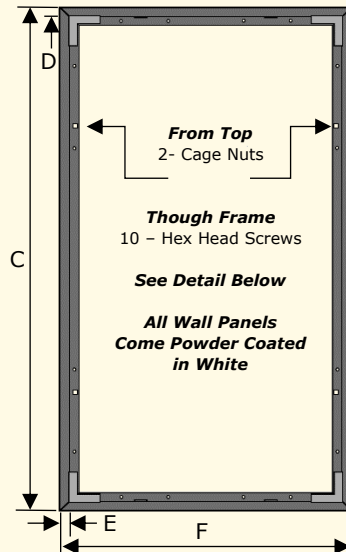 D
From Top
2- Cage Nuts
C
Though Frame
10 – Hex Head Screws
See Detail Below
All Wall Panels
Come Powder Coated
in White
E
F